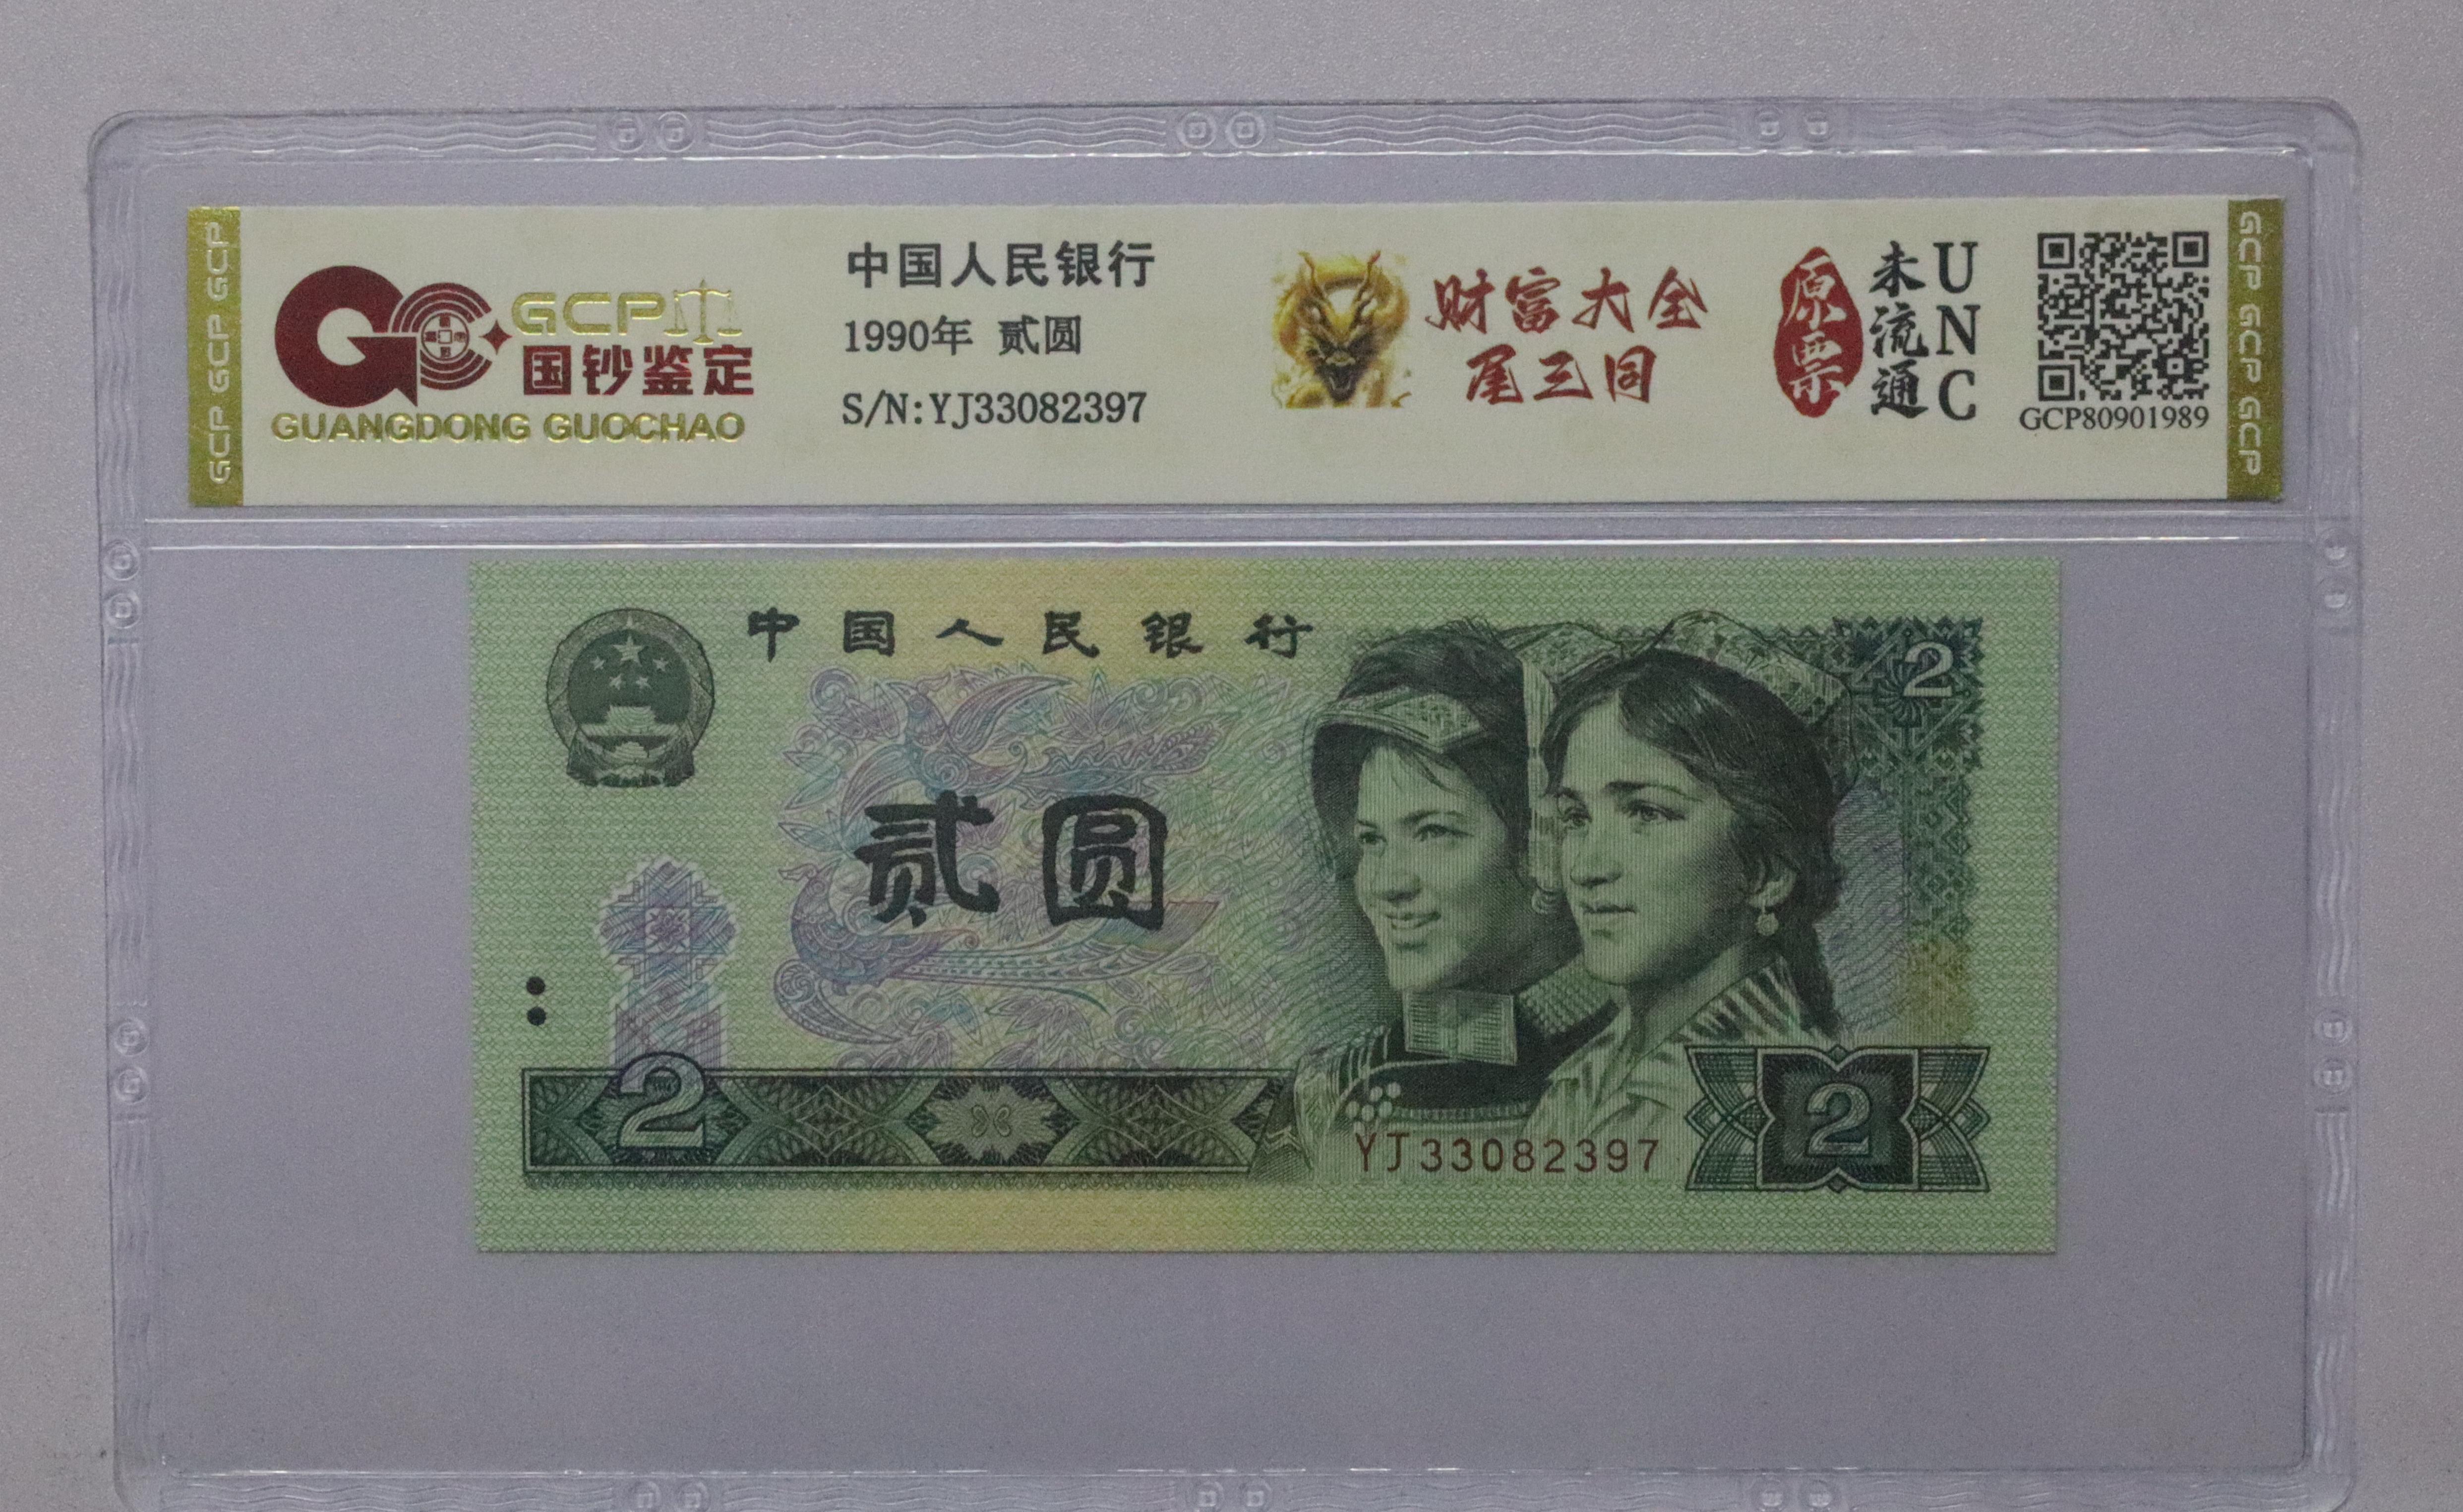 GCP GCP GCP
GCP
国钞鉴定
GUANGDONG GUOCHAO
中国人民银行
1990年 贰圆
S/N:YJ33082397
财富大全
尾三同
原票
未流通
UNC
GCP80901989
GCP GCP GCP
中国人民银行
2
贰圆
2
YJ33082397
2